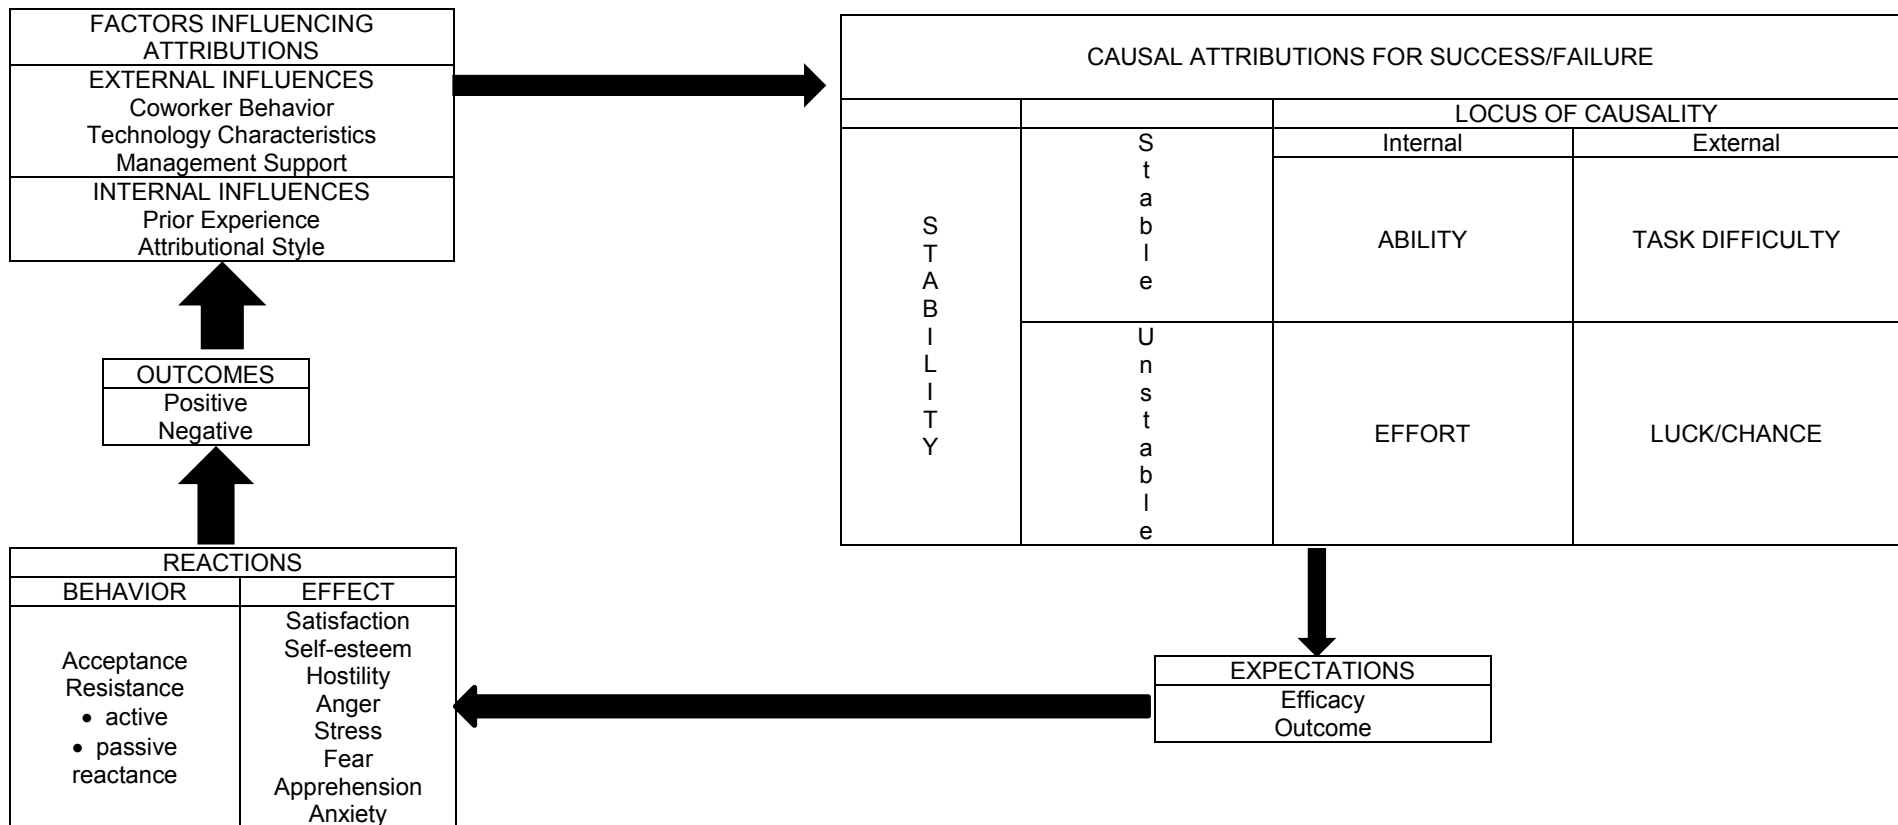 FACTORS INFLUENCING
ATTRIBUTIONS
EXTERNAL INFLUENCES
Coworker Behavior
Technology Characteristics
Management Support
INTERNAL INFLUENCES
Prior Experience
Attributional Style
CAUSAL ATTRIBUTIONS FOR SUCCESS/FAILURE
LOCUS OF CAUSALITY
Internal
External
STABILITY
Stable
ABILITY
TASK DIFFICULTY
Unstable
EFFORT
LUCK/CHANCE
OUTCOMES
Positive
Negative
REACTIONS
BEHAVIOR
Acceptance
Resistance
• active
• passive
reactance
EFFECT
Satisfaction
Self-esteem
Hostility
Anger
Stress
Fear
Apprehension
Anxiety
EXPECTATIONS
Efficacy
Outcome